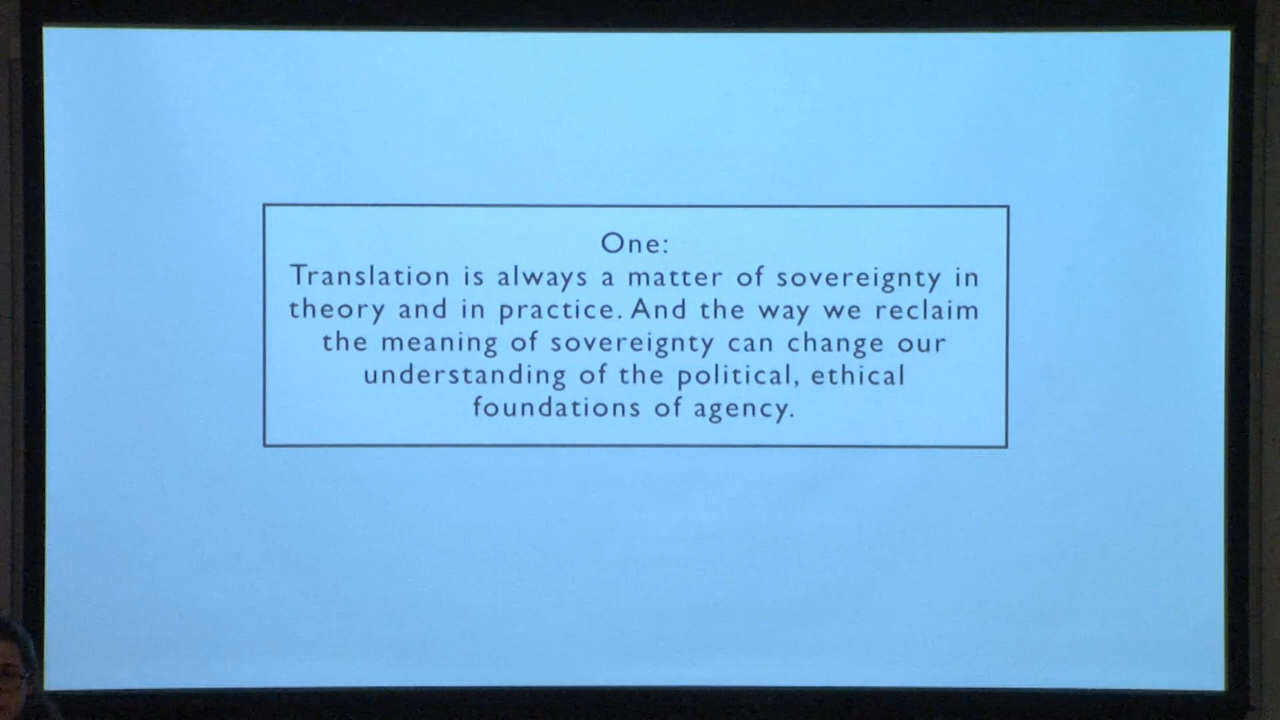 One:
Translation is always a matter of sovereignty in
theory and in practice. And the way we reclaim
the meaning of sovereignty can change our
understanding of the political, ethical
foundations of agency.